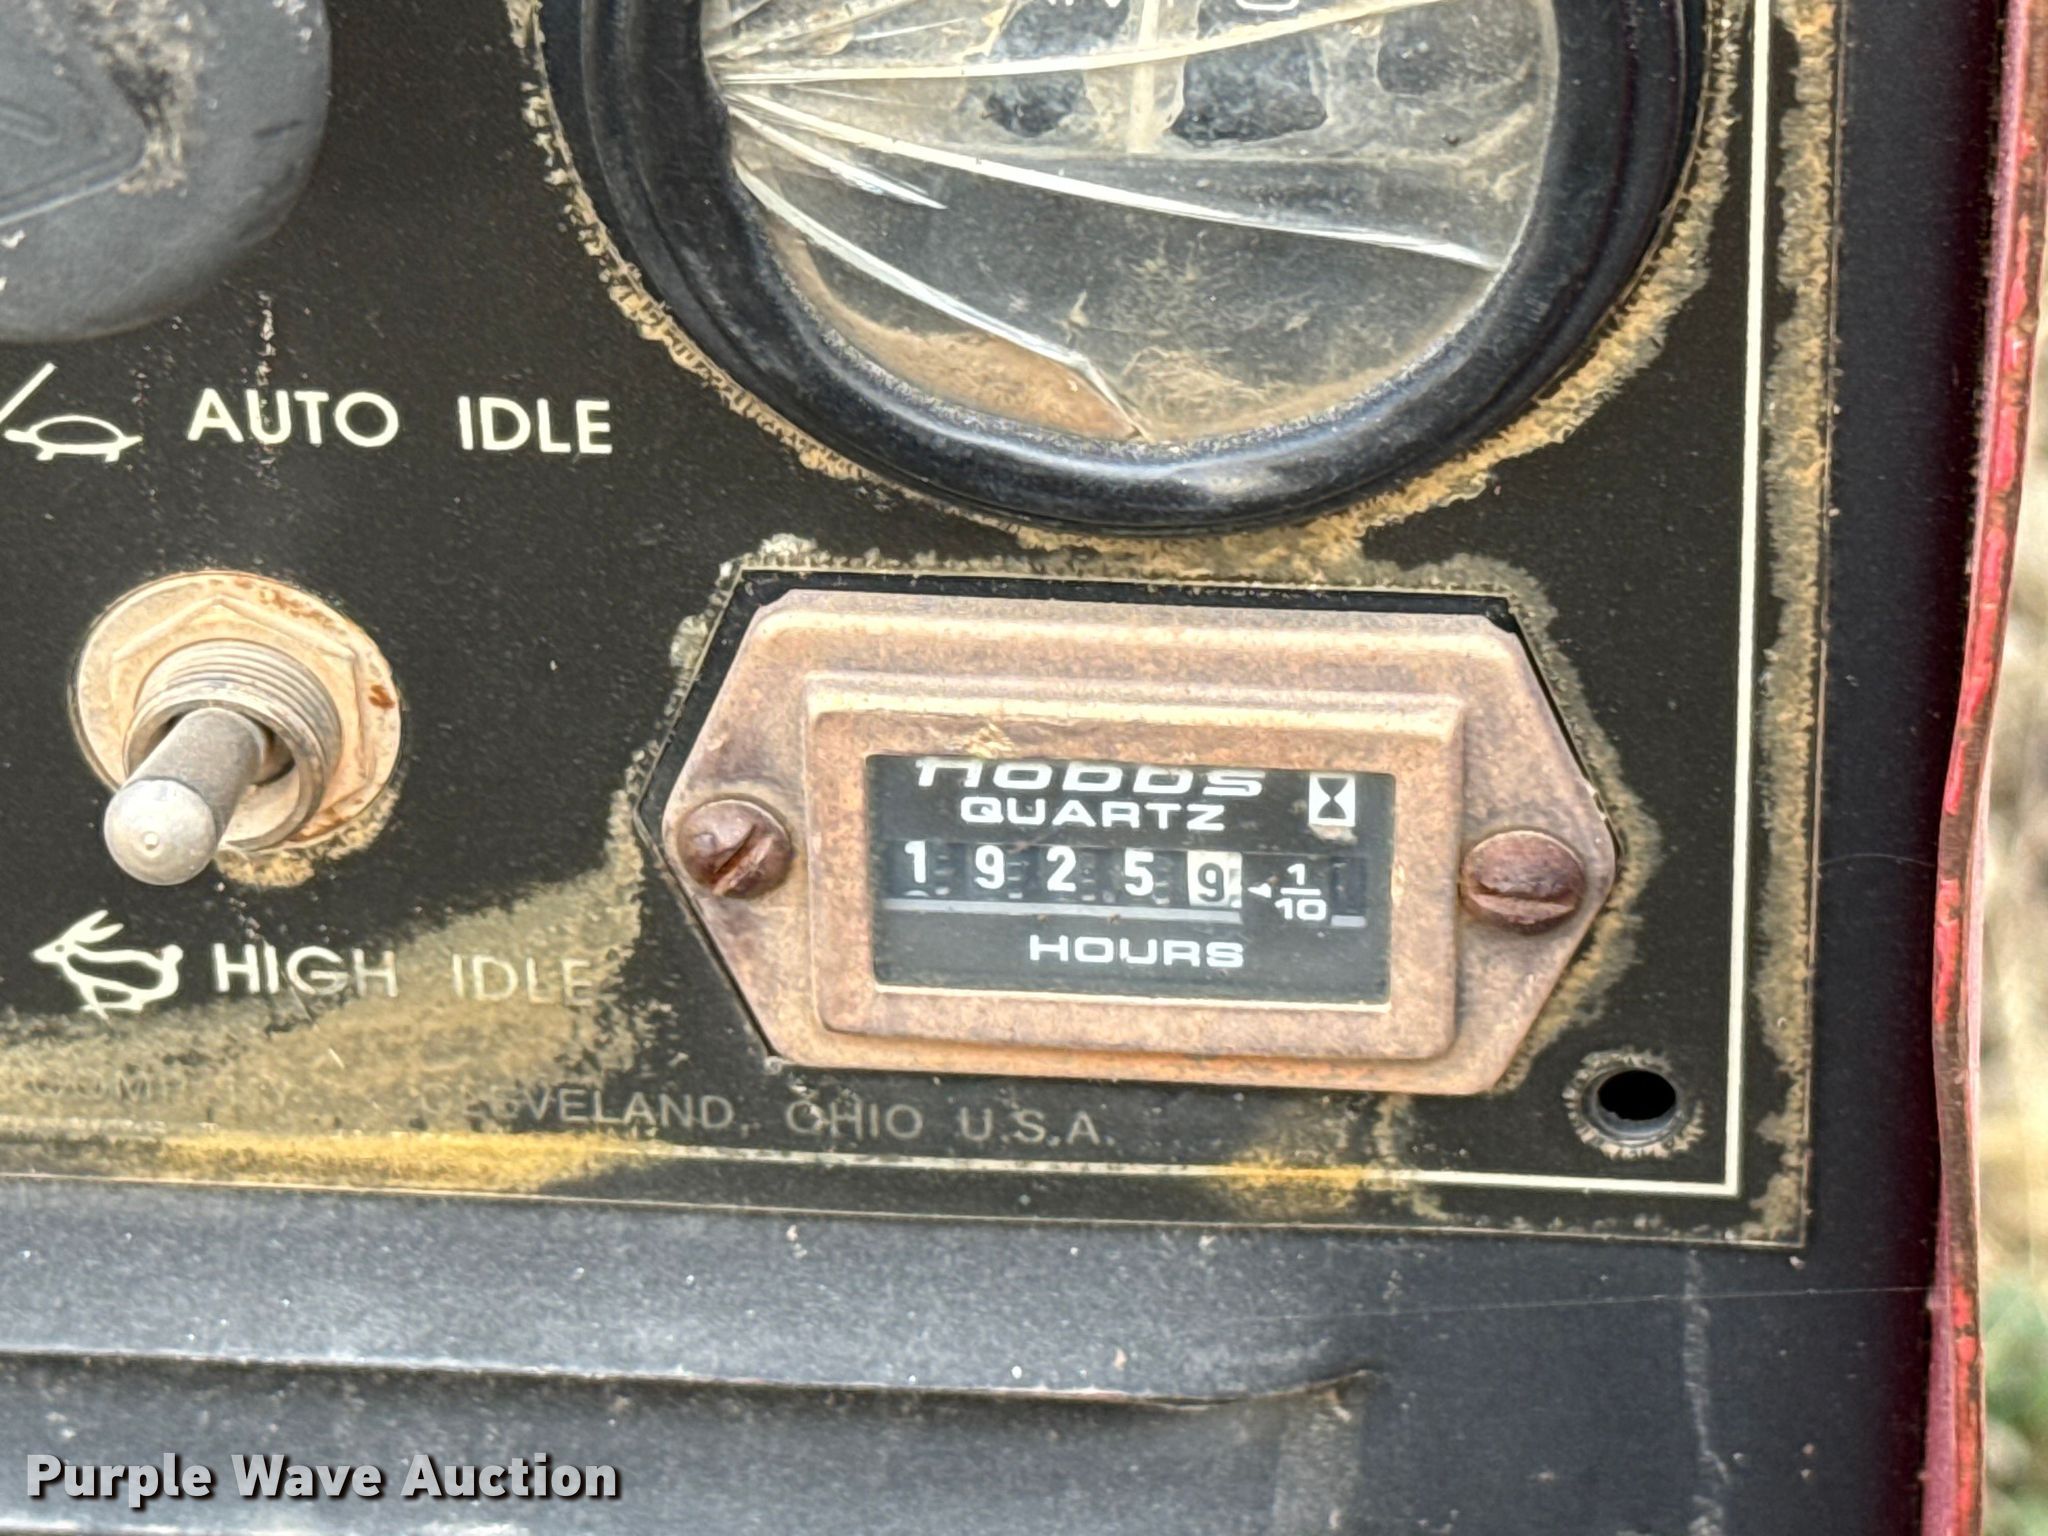 AUTO IDLE
HOBBS
QUARTZ
1 9 2 5 9 1/10
HOURS
HIGH IDLE
CLEVELAND, OHIO U.S.A.
Purple Wave Auction